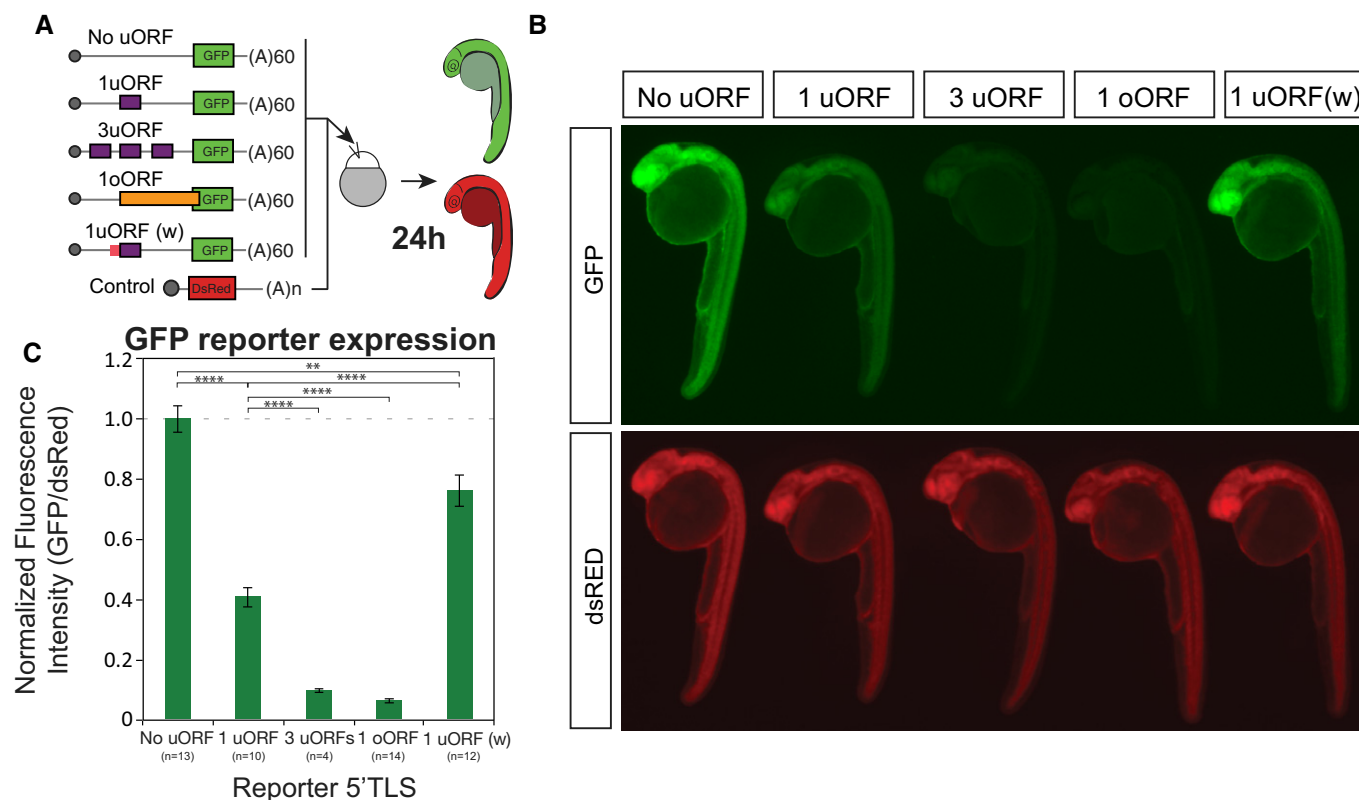 A
No uORF
GFP
(A)60
1uORF
GFP
(A)60
3uORF
GFP
(A)60
1oORF
GFP
(A)60
1uORF (w)
GFP
(A)60
Control
DsRed
(A)n
24h
B
No uORF
1 uORF
3 uORF
1 oORF
1 uORF(w)
GFP
dsRED
C
GFP reporter expression
Normalized Fluorescence
Intensity (GFP/dsRed)
1.2
1.0
0.8
0.6
0.4
0.2
0
**
**** ****
****
****
No uORF 1 uORF 3 uORFs 1 oORF 1 uORF (w)
(n=13) (n=10) (n=4) (n=14) (n=12)
Reporter 5'TLS